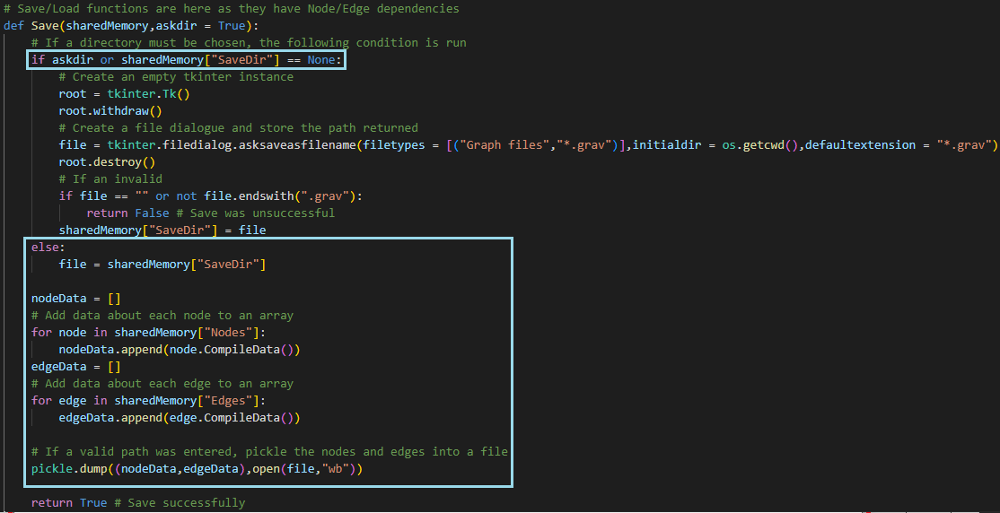 # Save/Load functions are here as they have Node/Edge dependencies
def Save(sharedMemory,askdir = True):
    # If a directory must be chosen, the following condition is run
    if askdir or sharedMemory["SaveDir"] == None:
        # Create an empty tkinter instance
        root = tkinter.Tk()
        root.withdraw()
        # Create a file dialogue and store the path returned
        file = tkinter.filedialog.asksaveasfilename(filetypes = [("Graph files","*.grav")],initialdir = os.getcwd(),defaultextension = "*.grav")
        root.destroy()
        # If an invalid
        if file == "" or not file.endswith(".grav"):
            return False # Save was unsuccessful
        sharedMemory["SaveDir"] = file
    else:
        file = sharedMemory["SaveDir"]

    nodeData = []
    # Add data about each node to an array
    for node in sharedMemory["Nodes"]:
        nodeData.append(node.CompileData())
    edgeData = []
    # Add data about each edge to an array
    for edge in sharedMemory["Edges"]:
        edgeData.append(edge.CompileData())

    # If a valid path was entered, pickle the nodes and edges into a file
    pickle.dump((nodeData,edgeData),open(file,"wb"))

    return True # Save successfully